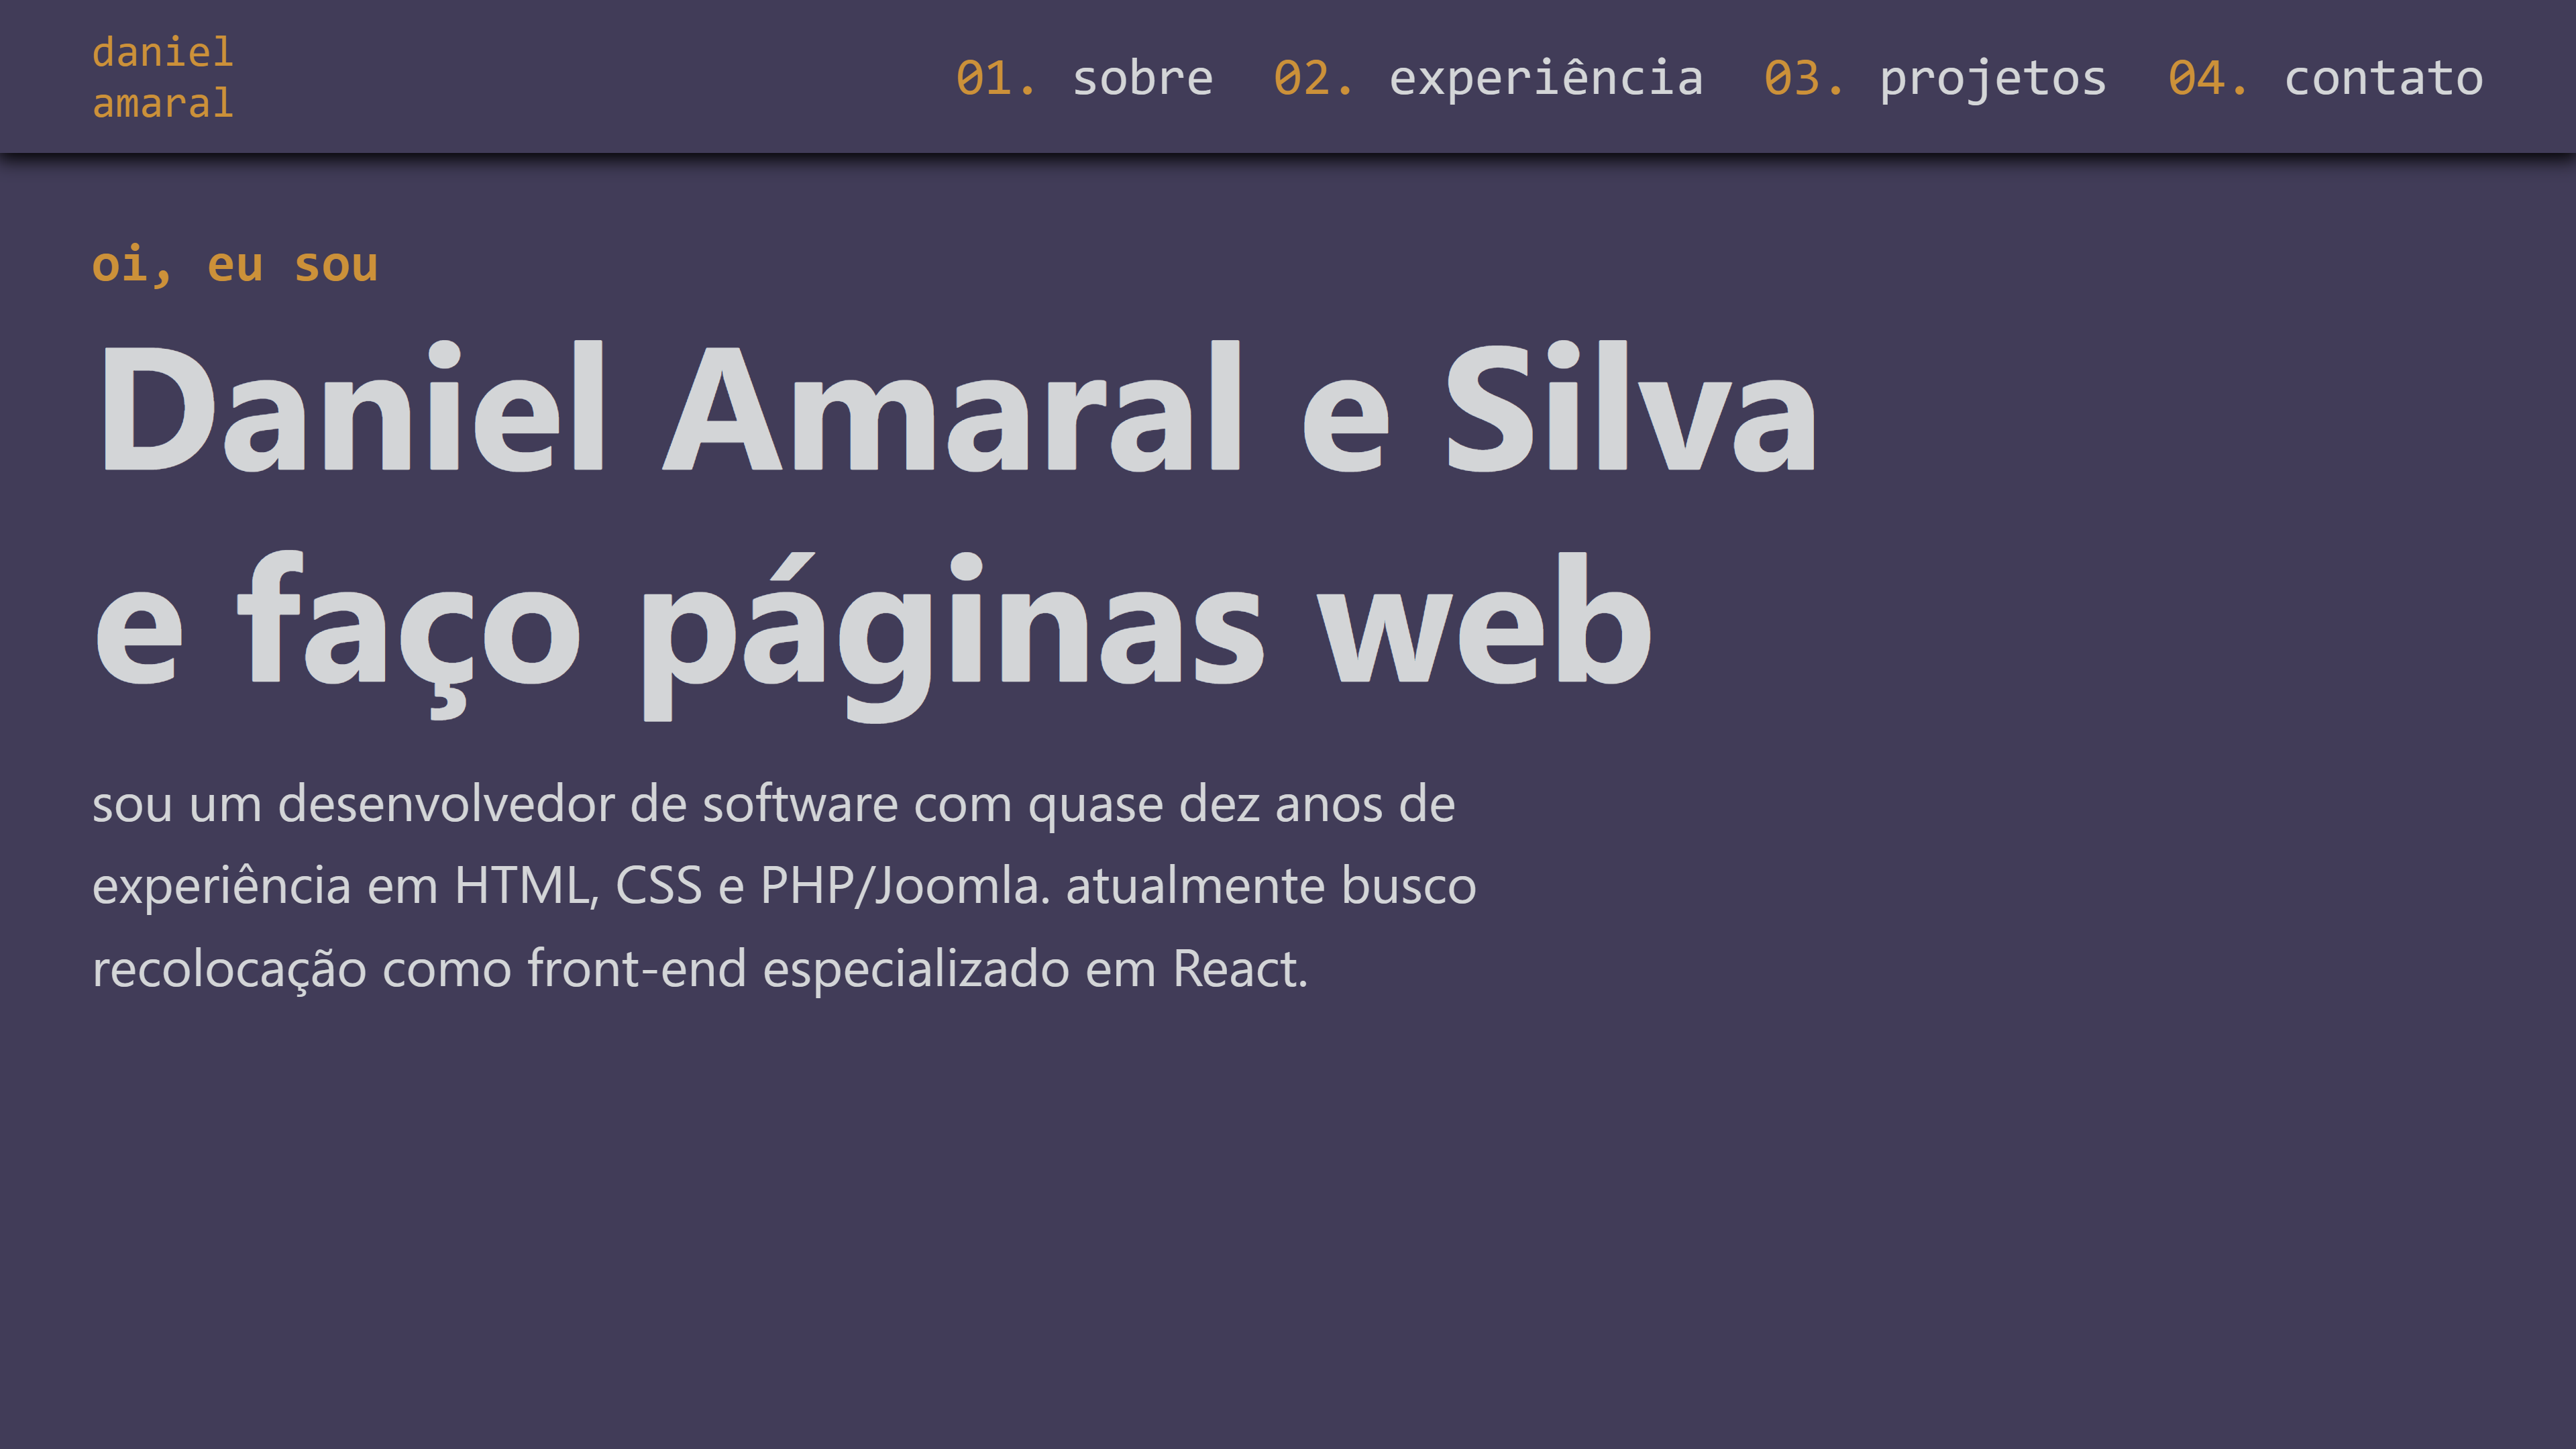 daniel
amaral
01. sobre 02. experiência 03. projetos 04. contato
oi, eu sou
Daniel Amaral e Silva
e faço páginas web
sou um desenvolvedor de software com quase dez anos de
experiência em HTML, CSS e PHP/Joomla. atualmente busco
recolocação como front-end especializado em React.